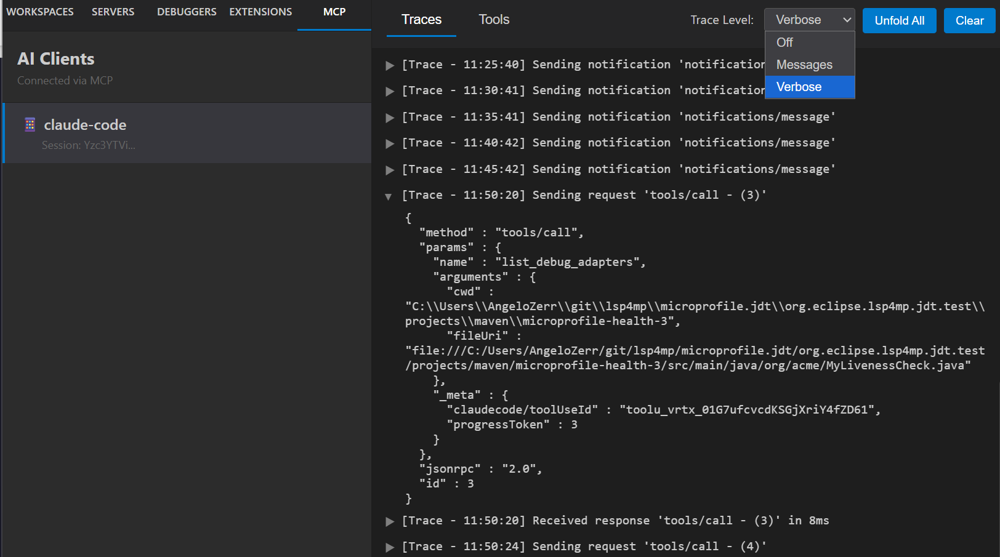 WORKSPACES SERVERS DEBUGGERS EXTENSIONS MCP
AI Clients
Connected via MCP
claude-code
Session: Yzc3YTVi...
Traces Tools Trace Level: Verbose Unfold All Clear
Off
Messages
Verbose
[Trace - 11:25:40] Sending notification 'notification
[Trace - 11:30:41] Sending notification 'notification
[Trace - 11:35:41] Sending notification 'notifications/message'
[Trace - 11:40:42] Sending notification 'notifications/message'
[Trace - 11:45:42] Sending notification 'notifications/message'
[Trace - 11:50:20] Sending request 'tools/call - (3)'
{
"method" : "tools/call",
"params" : {
"name" : "list_debug_adapters",
"arguments" : {
"cwd" :
"C:\\Users\\AngeloZerr\\git\\lsp4mp\\microprofile.jdt\\org.eclipse.lsp4mp.jdt.test\\
projects\\maven\\microprofile-health-3",
"fileUri" :
"file:///C:/Users/AngeloZerr/git/lsp4mp/microprofile.jdt/org.eclipse.lsp4mp.jdt.test
/projects/maven/microprofile-health-3/src/main/java/org/acme/MyLivenessCheck.java"
},
"_meta" : {
"claudecode/toolUseId" : "toolu_vrtx_01G7ufcvcdKSGjXriY4fZD61",
"progressToken" : 3
}
},
"jsonrpc" : "2.0",
"id" : 3
}
[Trace - 11:50:20] Received response 'tools/call - (3)' in 8ms
[Trace - 11:50:24] Sending request 'tools/call - (4)'